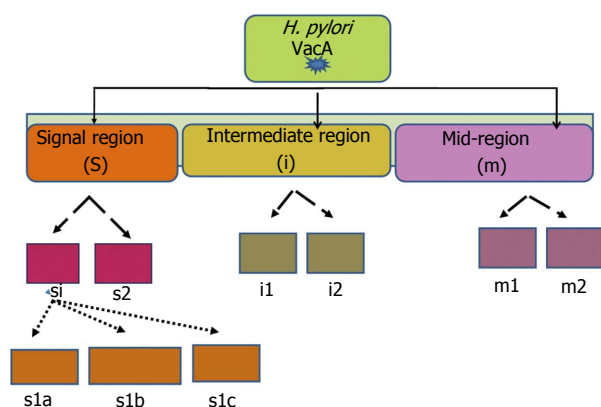 H. pylori
VacA
Signal region
(S)
Intermediate region
(i)
Mid-region
(m)
si
s2
i1
i2
m1
m2
s1a
s1b
s1c